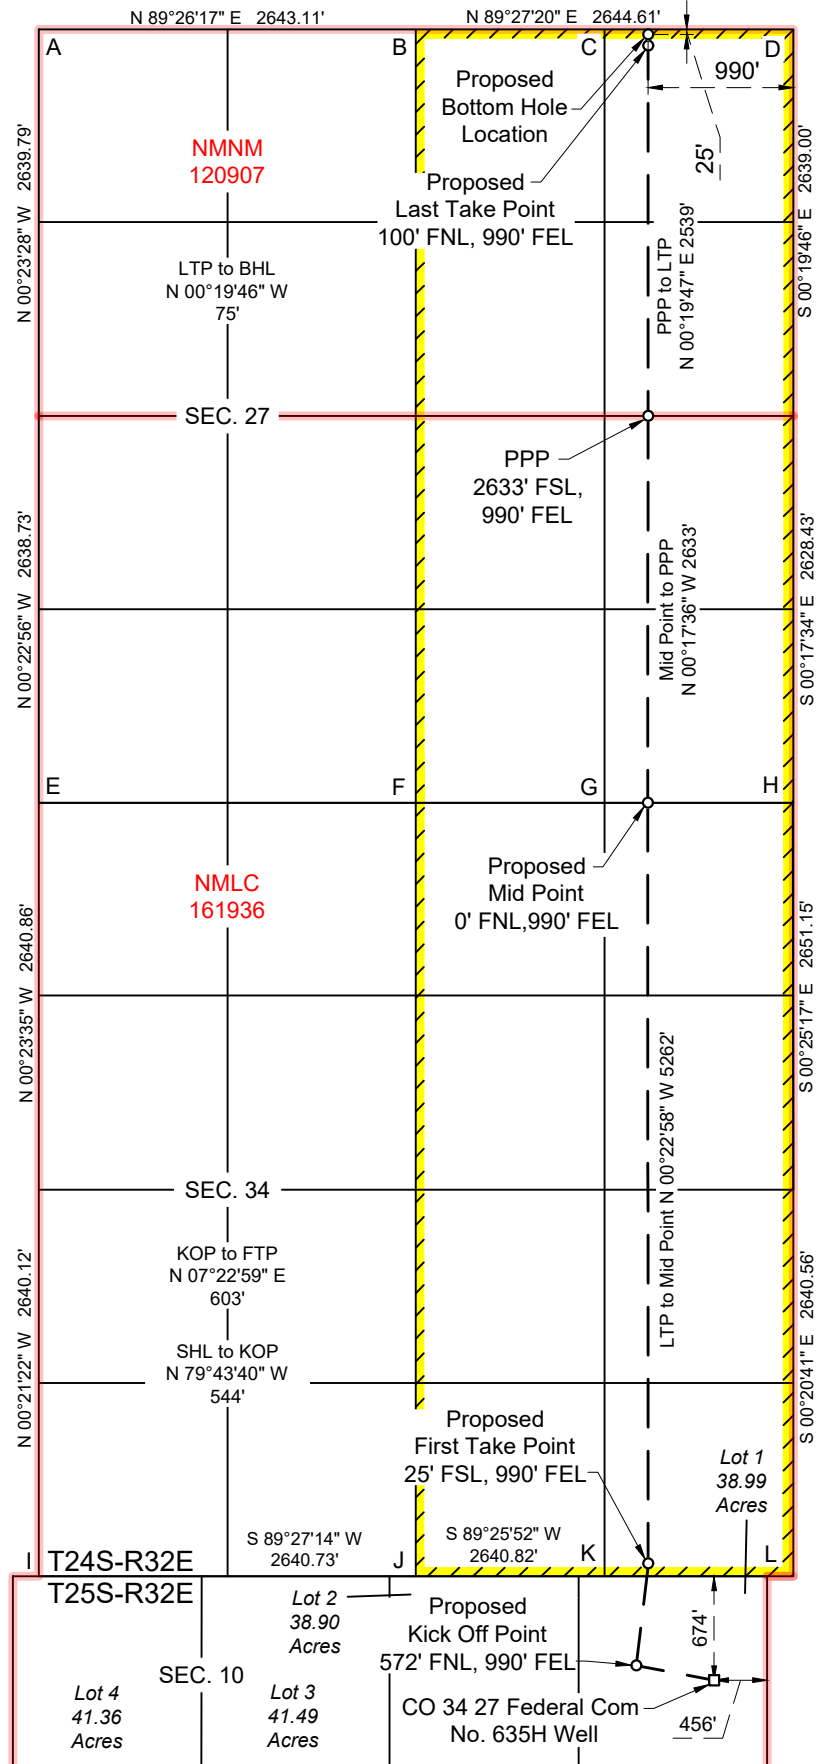 N 89°26'17" E 2643.11'
N 89°27'20" E 2644.61'
A
B
C
D
Proposed
Bottom Hole
Location
990'
25'
NMNM
120907
N 00°23'28" W 2639.79'
S 00°19'46" E 2639.00'
Proposed
Last Take Point
100' FNL, 990' FEL
LTP to BHL
N 00°19'46" W
75'
PPP to LTP
N 00°19'47" E 2539'
SEC. 27
PPP
2633' FSL,
990' FEL
N 00°22'56" W 2638.73'
Mid Point to PPP
N 00°17'36" W 2633'
S 00°17'34" E 2628.43'
E
F
G
H
Proposed
Mid Point
0' FNL,990' FEL
NMLC
161936
N 00°23'35" W 2640.86'
S 00°25'17" E 2651.15'
LTP to Mid Point N 00°22'58" W 5262'
SEC. 34
KOP to FTP
N 07°22'59" E
603'
SHL to KOP
N 79°43'40" W
544'
N 00°21'22" W 2640.12'
S 00°20'41" E 2640.56'
Proposed
First Take Point
25' FSL, 990' FEL
Lot 1
38.99
Acres
S 89°27'14" W
2640.73'
S 89°25'52" W
2640.82'
I
J
K
L
T24S-R32E
T25S-R32E
Lot 2
38.90
Acres
Proposed
Kick Off Point
572' FNL, 990' FEL
674'
SEC. 10
Lot 4
41.36
Acres
Lot 3
41.49
Acres
CO 34 27 Federal Com
No. 635H Well
456'